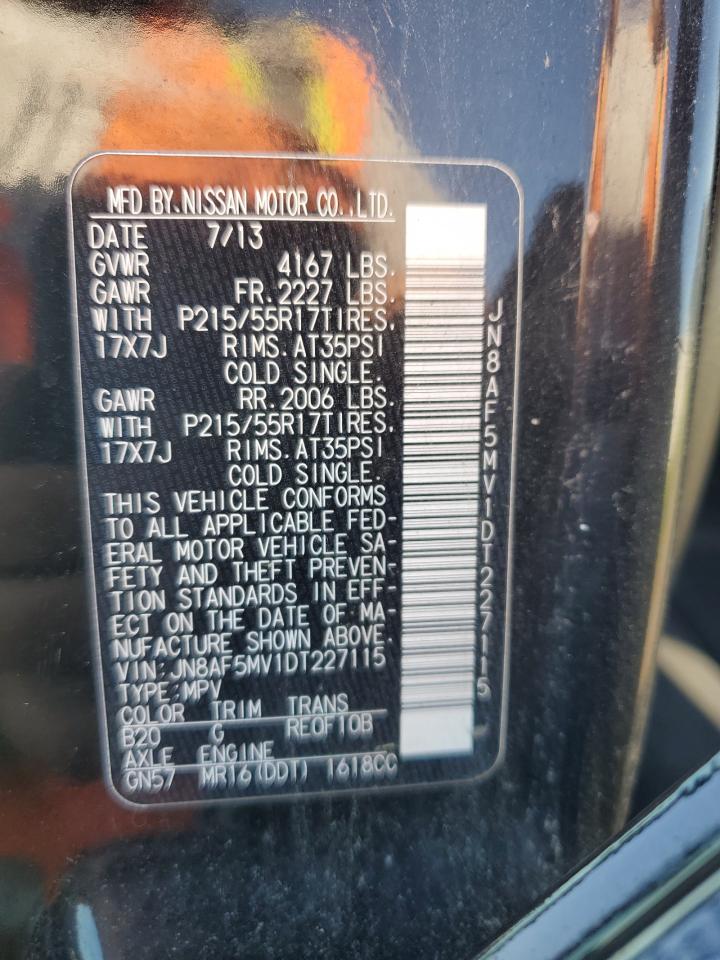 MFD BY.NISSAN MOTOR CO.,LTD.
DATE 7/13
GVWR 4167 LBS.
GAWR FR.2227 LBS.
WITH P215/55R17TIRES.
17X7J RIMS.AT35PSI
COLD SINGLE.
GAWR RR.2006 LBS.
WITH P215/55R17TIRES.
17X7J RIMS.AT35PSI
COLD SINGLE.
THIS VEHICLE CONFORMS
TO ALL APPLICABLE FED-
ERAL MOTOR VEHICLE SA-
FETY AND THEFT PREVEN-
TION STANDARDS IN EFF-
ECT ON THE DATE OF MA-
NUFACTURE SHOWN ABOVE.
VIN:JN8AF5MV1DT227115
TYPE:MPV
COLOR TRIM TRANS
B20 G RE0F10B
AXLE ENGINE
GN57 MR16(DDT) 1618CC
JN8AF5MV1DT227115